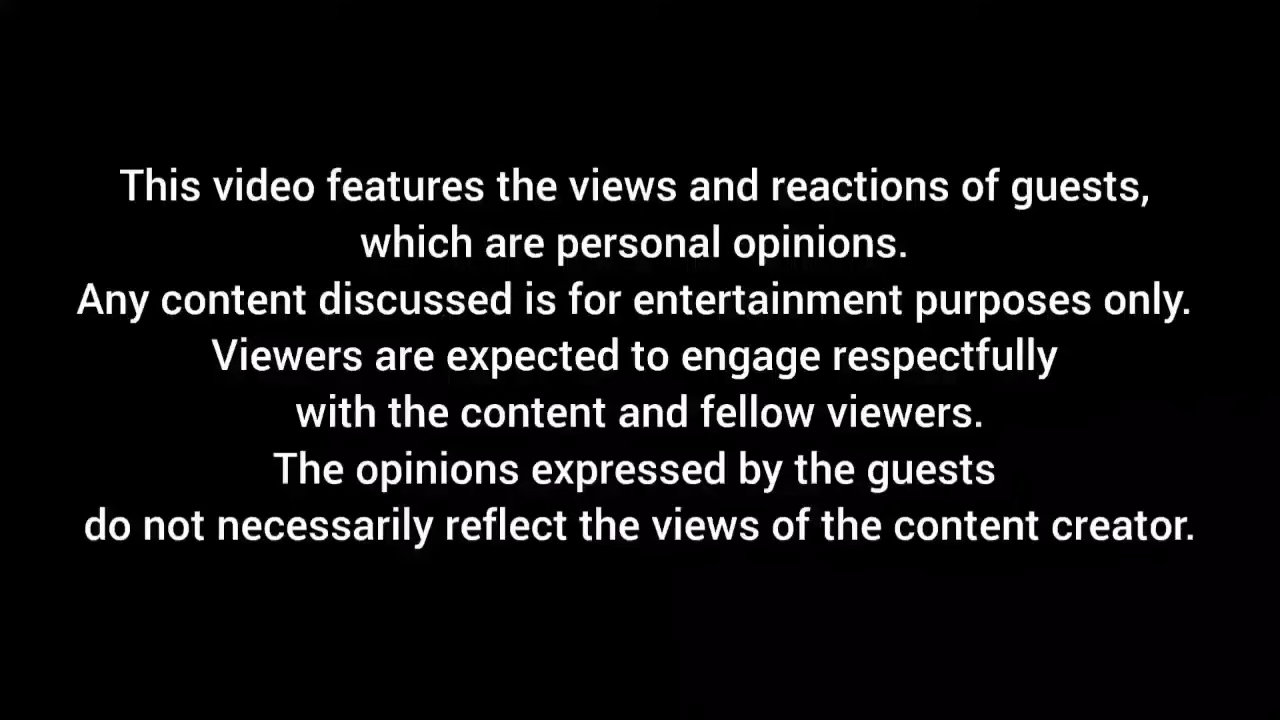 This video features the views and reactions of guests,
which are personal opinions.
Any content discussed is for entertainment purposes only.
Viewers are expected to engage respectfully
with the content and fellow viewers.
The opinions expressed by the guests
do not necessarily reflect the views of the content creator.